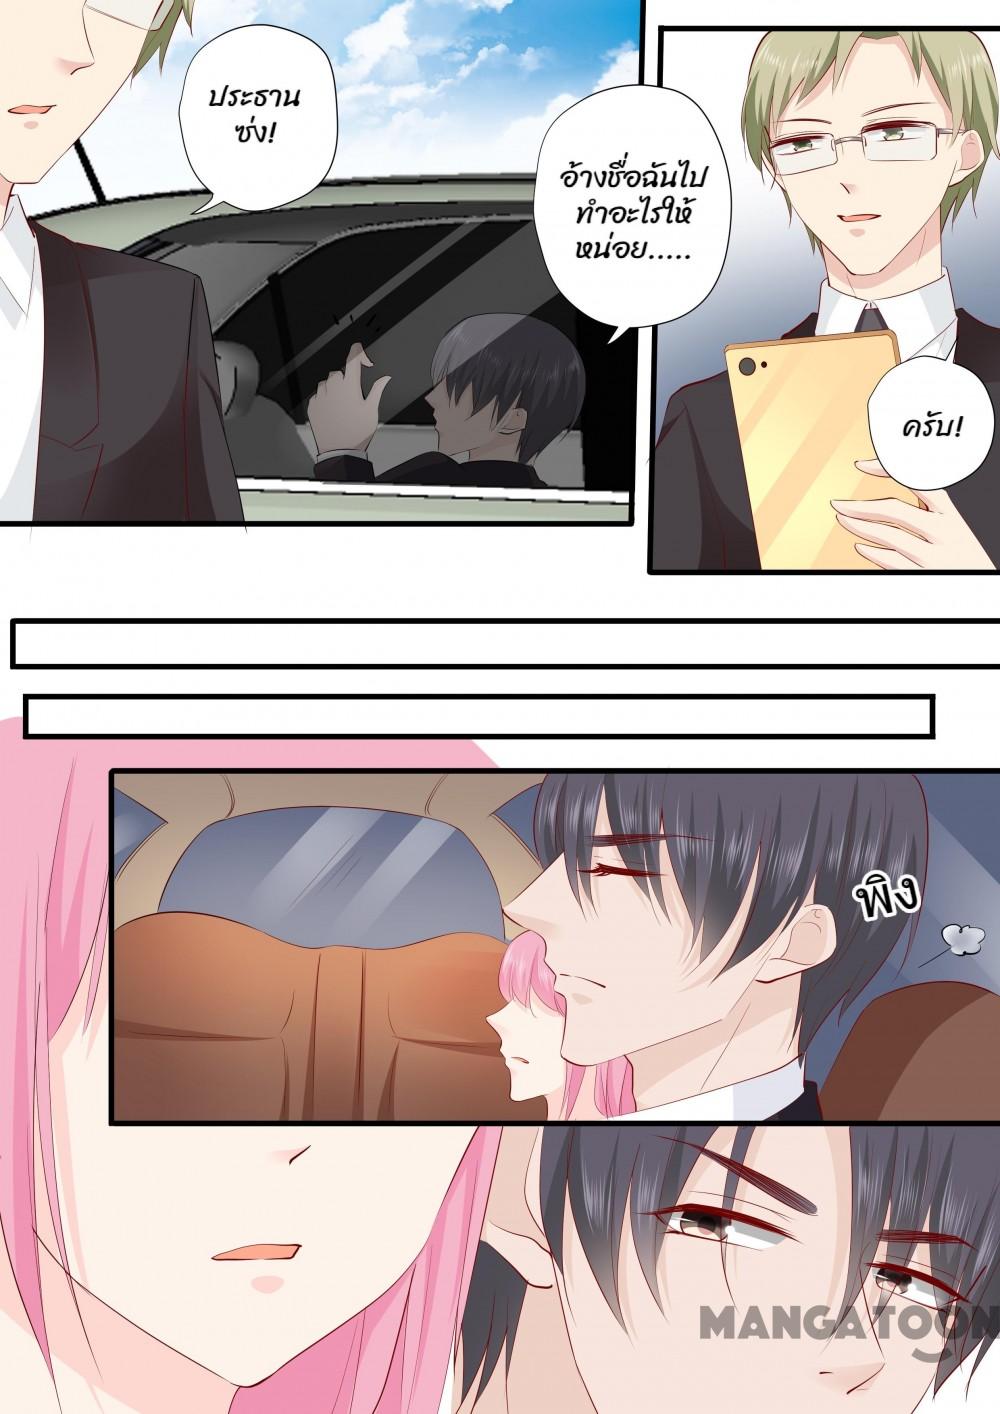 ประธาน
ซ่ง!
อ้างชื่อฉันไป
ทำอะไรให้
หน่อย.....
ครับ!
พิง
MANGATOON